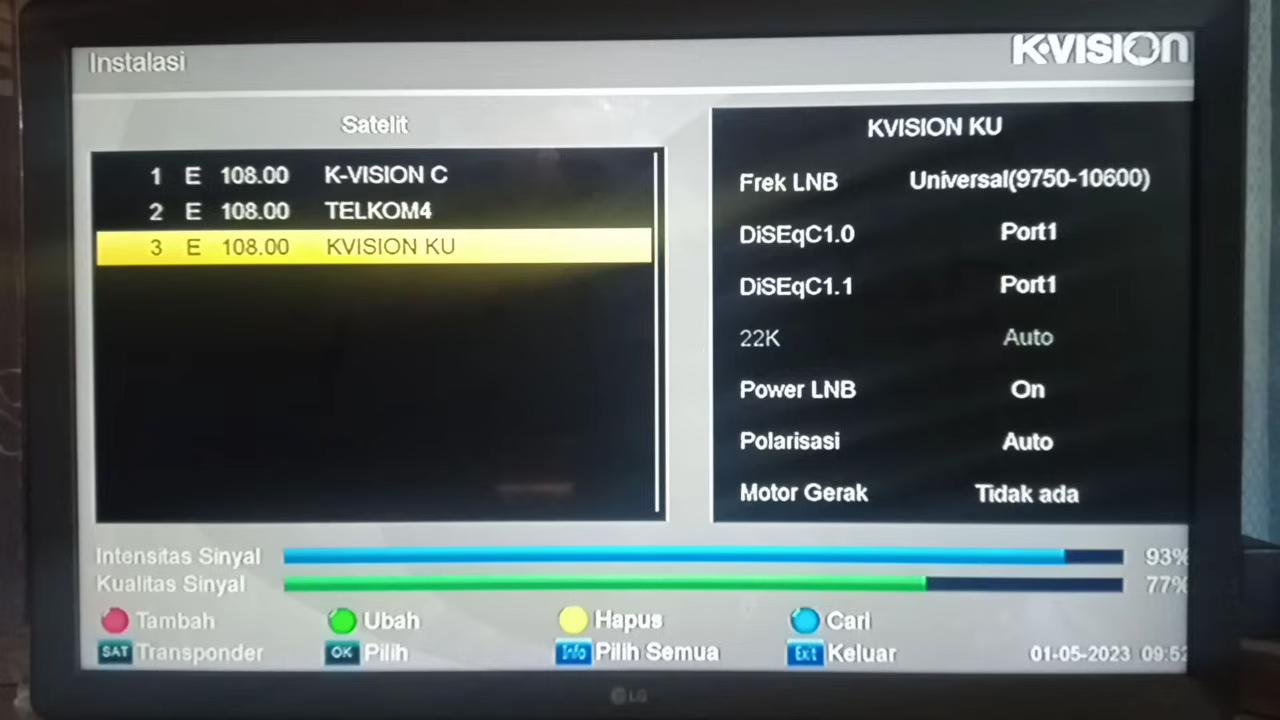 Instalasi
K-VISION
Satelit
1 E 108.00 K-VISION C
2 E 108.00 TELKOM4
3 E 108.00 KVISION KU
KVISION KU
Frek LNB Universal(9750-10600)
DiSEqC1.0 Port1
DiSEqC1.1 Port1
22K Auto
Power LNB On
Polarisasi Auto
Motor Gerak Tidak ada
Intensitas Sinyal 93%
Kualitas Sinyal 77%
Tambah Ubah Hapus Cari
SAT Transponder OK Pilih Info Pilih Semua Exit Keluar
01-05-2023 09:52
LG